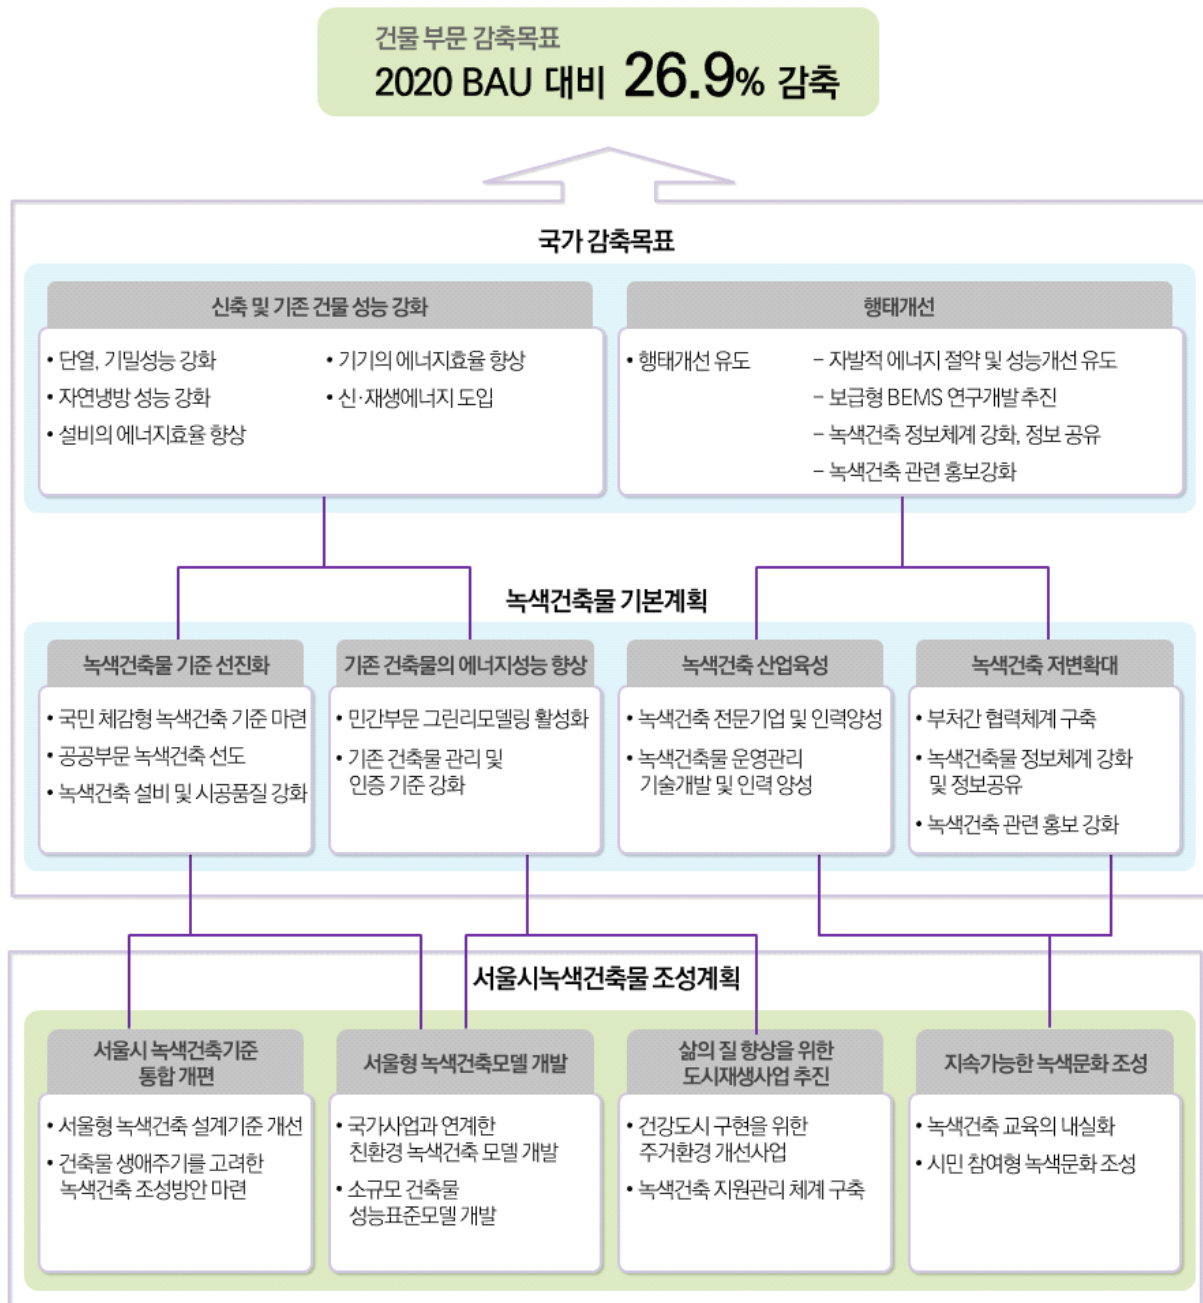 건물 부문 감축목표
2020 BAU 대비 26.9% 감축
국가 감축목표
신축 및 기존 건물 성능 강화
• 단열, 기밀성능 강화
• 자연냉방 성능 강화
• 설비의 에너지효율 향상
• 기기의 에너지효율 향상
• 신·재생에너지 도입
행태개선
• 행태개선 유도
– 자발적 에너지 절약 및 성능개선 유도
– 보급형 BEMS 연구개발 추진
– 녹색건축 정보체계 강화, 정보 공유
– 녹색건축 관련 홍보강화
녹색건축물 기본계획
녹색건축물 기준 선진화
• 국민 체감형 녹색건축 기준 마련
• 공공부문 녹색건축 선도
• 녹색건축 설비 및 시공품질 강화
기존 건축물의 에너지성능 향상
• 민간부문 그린리모델링 활성화
• 기존 건축물 관리 및
인증 기준 강화
녹색건축 산업육성
• 녹색건축 전문기업 및 인력양성
• 녹색건축물 운영관리
기술개발 및 인력 양성
녹색건축 저변확대
• 부처간 협력체계 구축
• 녹색건축물 정보체계 강화
및 정보공유
• 녹색건축 관련 홍보 강화
서울시녹색건축물 조성계획
서울시 녹색건축기준
통합 개편
• 서울형 녹색건축 설계기준 개선
• 건축물 생애주기를 고려한
녹색건축 조성방안 마련
서울형 녹색건축모델 개발
• 국가사업과 연계한
친환경 녹색건축 모델 개발
• 소규모 건축물
성능표준모델 개발
삶의 질 향상을 위한
도시재생사업 추진
• 건강도시 구현을 위한
주거환경 개선사업
• 녹색건축 지원관리 체계 구축
지속가능한 녹색문화 조성
• 녹색건축 교육의 내실화
• 시민 참여형 녹색문화 조성